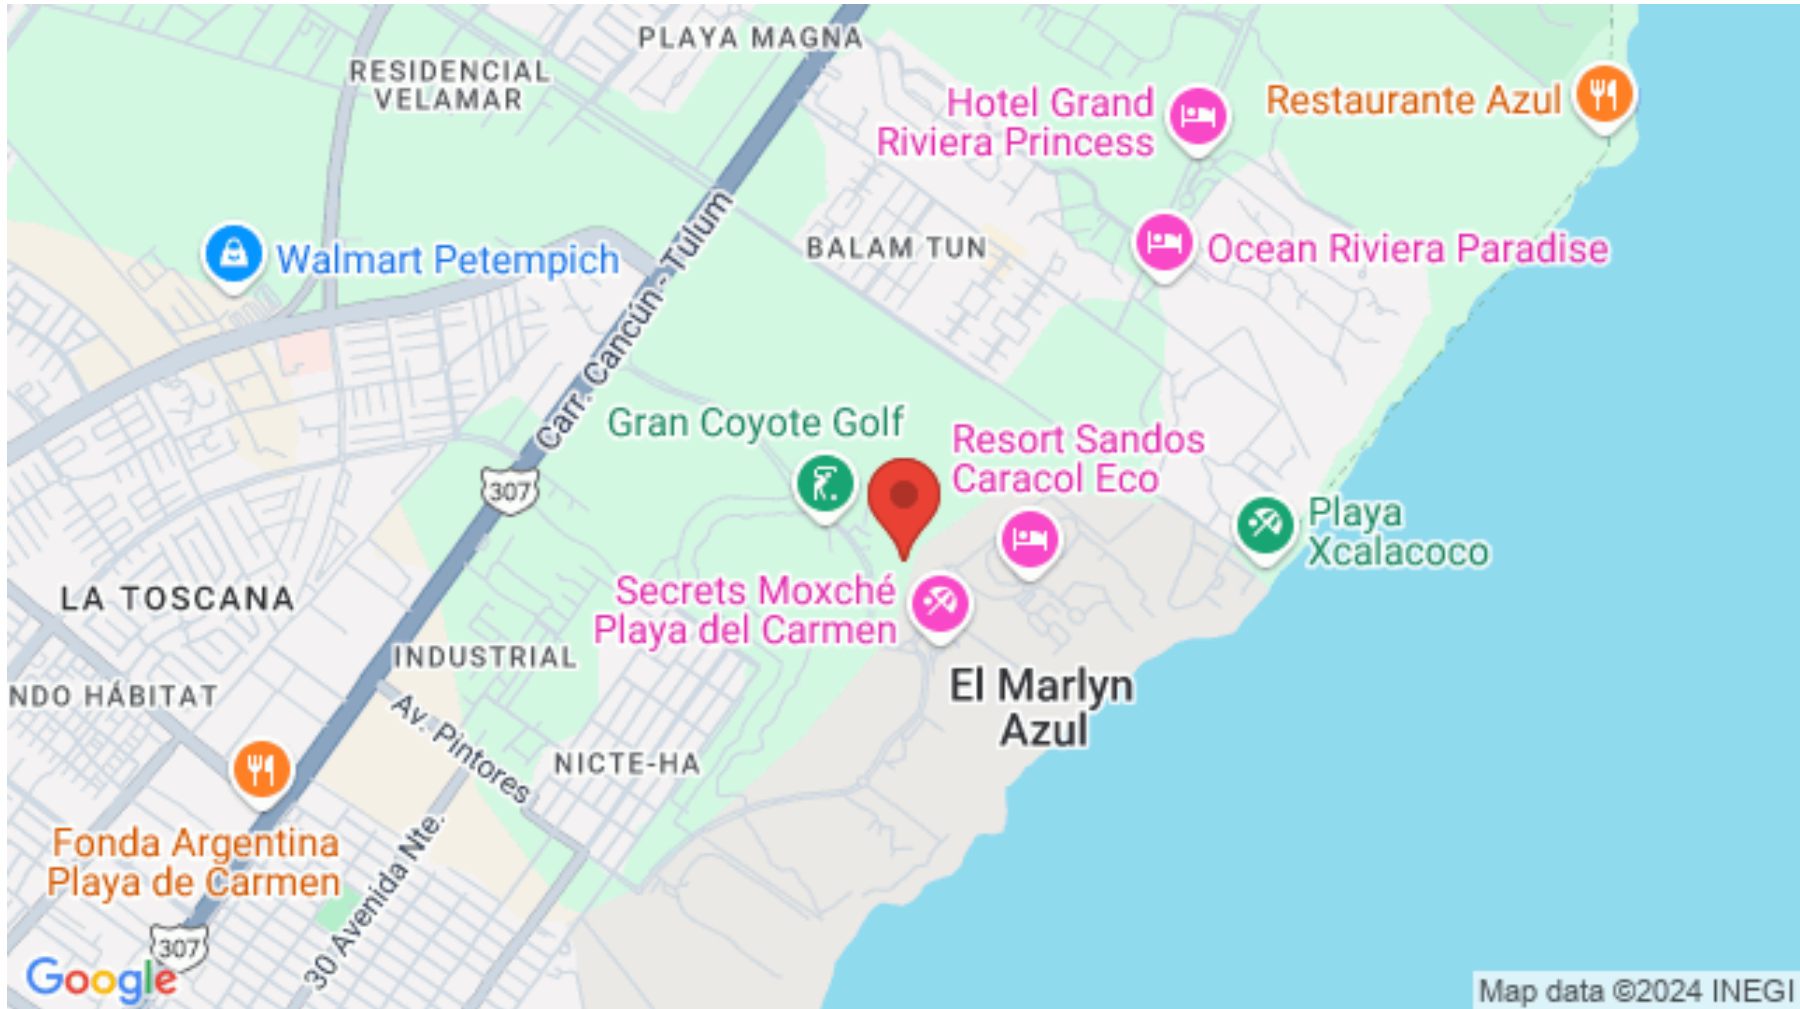 PLAYA MAGNA
RESIDENCIAL
VELAMAR
Hotel Grand
Riviera Princess
Restaurante Azul
Walmart Petempich
Carr. Cancún - Tulum
BALAM TUN
Ocean Riviera Paradise
Gran Coyote Golf
Resort Sandos
Caracol Eco
307
Playa
Xcalacoco
LA TOSCANA
Secrets Moxché
Playa del Carmen
INDUSTRIAL
NDO HÁBITAT
El Marlyn
Azul
Av. Pintores
NICTE-HA
Fonda Argentina
Playa de Carmen
30 Avenida Nte.
307
Google
Map data ©2024 INEGI